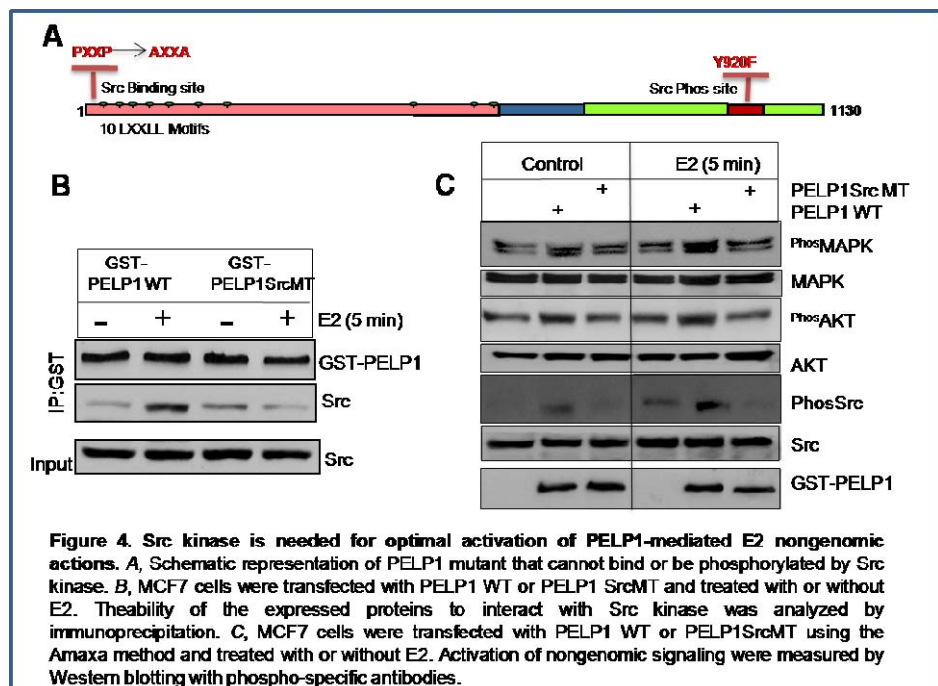 A
PXXP → AXXA
Y920F
Src Binding site
Src Phos site
1
1130
10 LXXLL Motifs
B
GST-PELP1 WT
GST-PELP1SrcMT
– + – +
E2 (5 min)
IP:GST
GST-PELP1
Src
Input
Src
C
Control
E2 (5 min)
+ +
PELP1Src MT
+ +
PELP1 WT
PhosMAPK
MAPK
PhosAKT
AKT
PhosSrc
Src
GST-PELP1
Figure 4. Src kinase is needed for optimal activation of PELP1-mediated E2 nongenomic
actions. A, Schematic representation of PELP1 mutant that cannot bind or be phosphorylated by Src
kinase. B, MCF7 cells were transfected with PELP1 WT or PELP1 SrcMT and treated with or without
E2. Theability of the expressed proteins to interact with Src kinase was analyzed by
immunoprecipitation. C, MCF7 cells were transfected with PELP1 WT or PELP1SrcMT using the
Amaxa method and treated with or without E2. Activation of nongenomic signaling were measured by
Western blotting with phospho-specific antibodies.